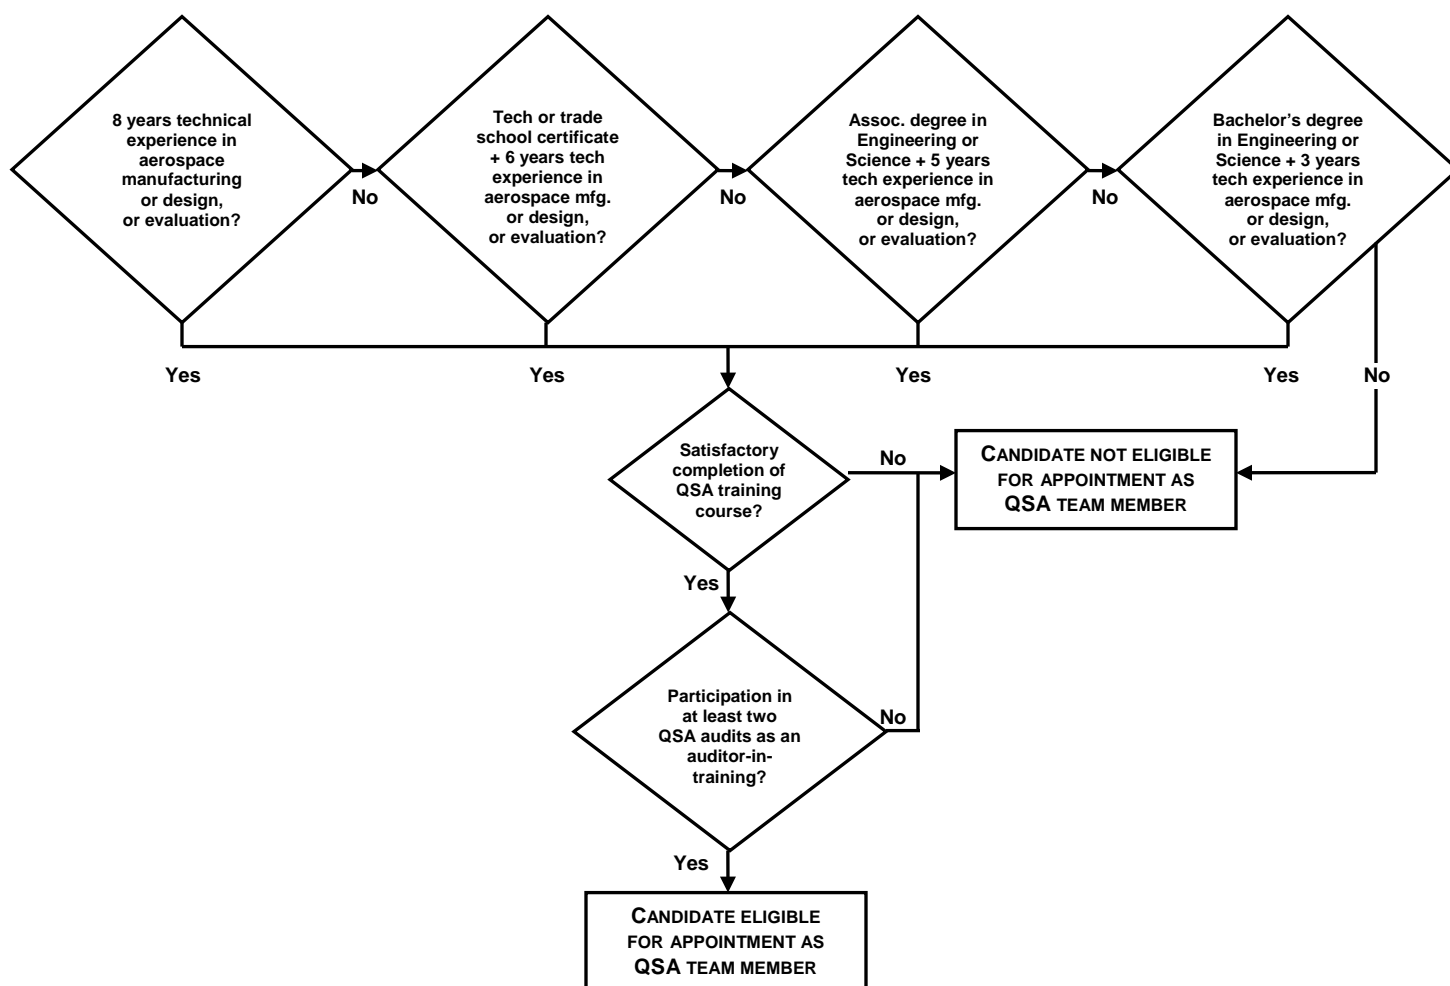 8 years technical
experience in
aerospace
manufacturing
or design,
or evaluation?
No
Tech or trade
school certificate
+ 6 years tech
experience in
aerospace mfg.
or design,
or evaluation?
No
Assoc. degree in
Engineering or
Science + 5 years
tech experience in
aerospace mfg.
or design,
or evaluation?
No
Bachelor's degree
in Engineering or
Science + 3 years
tech experience in
aerospace mfg.
or design,
or evaluation?
Yes
Yes
Yes
Yes
No
Satisfactory
completion of
QSA training
course?
No
CANDIDATE NOT ELIGIBLE
FOR APPOINTMENT AS
QSA TEAM MEMBER
Yes
Participation in
at least two
QSA audits as an
auditor-in-
training?
No
Yes
CANDIDATE ELIGIBLE
FOR APPOINTMENT AS
QSA TEAM MEMBER